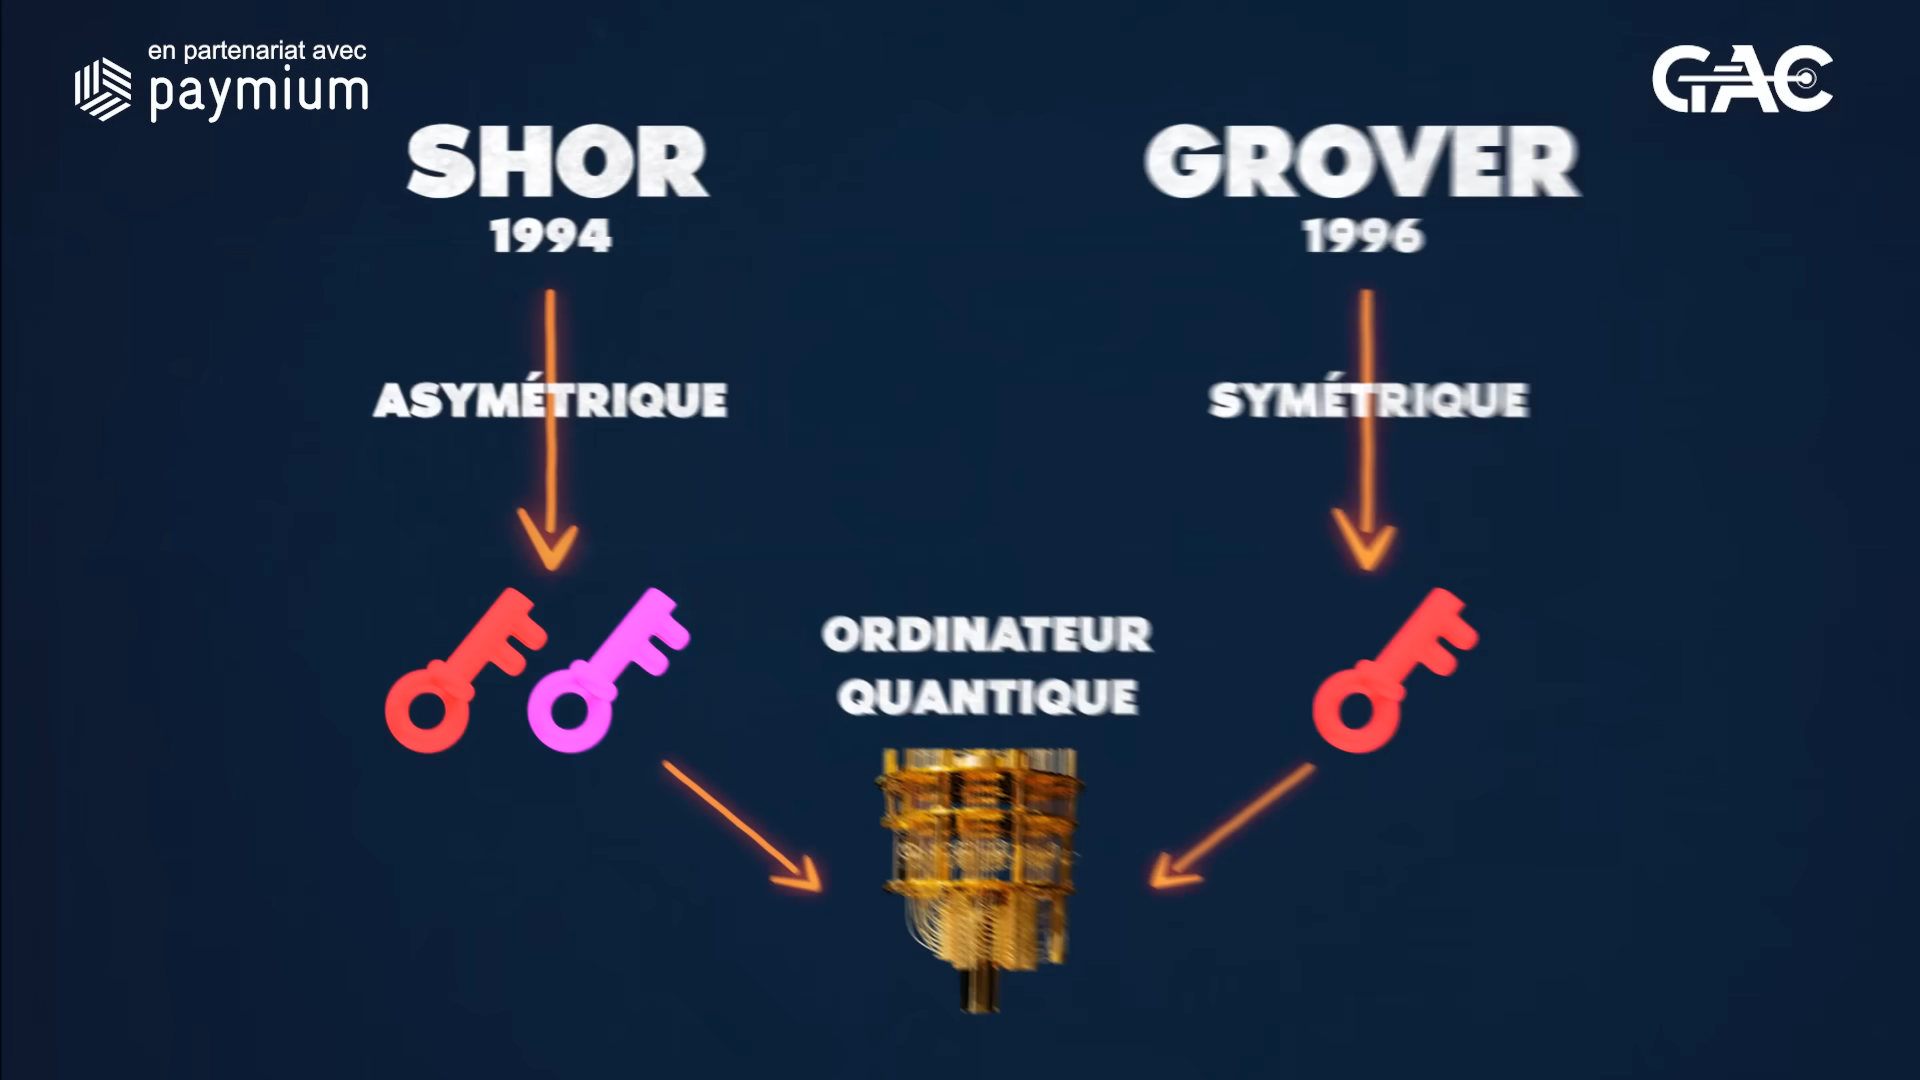 en partenariat avec
paymium
GAC
SHOR
1994
GROVER
1996
ASYMÉTRIQUE
SYMÉTRIQUE
ORDINATEUR
QUANTIQUE